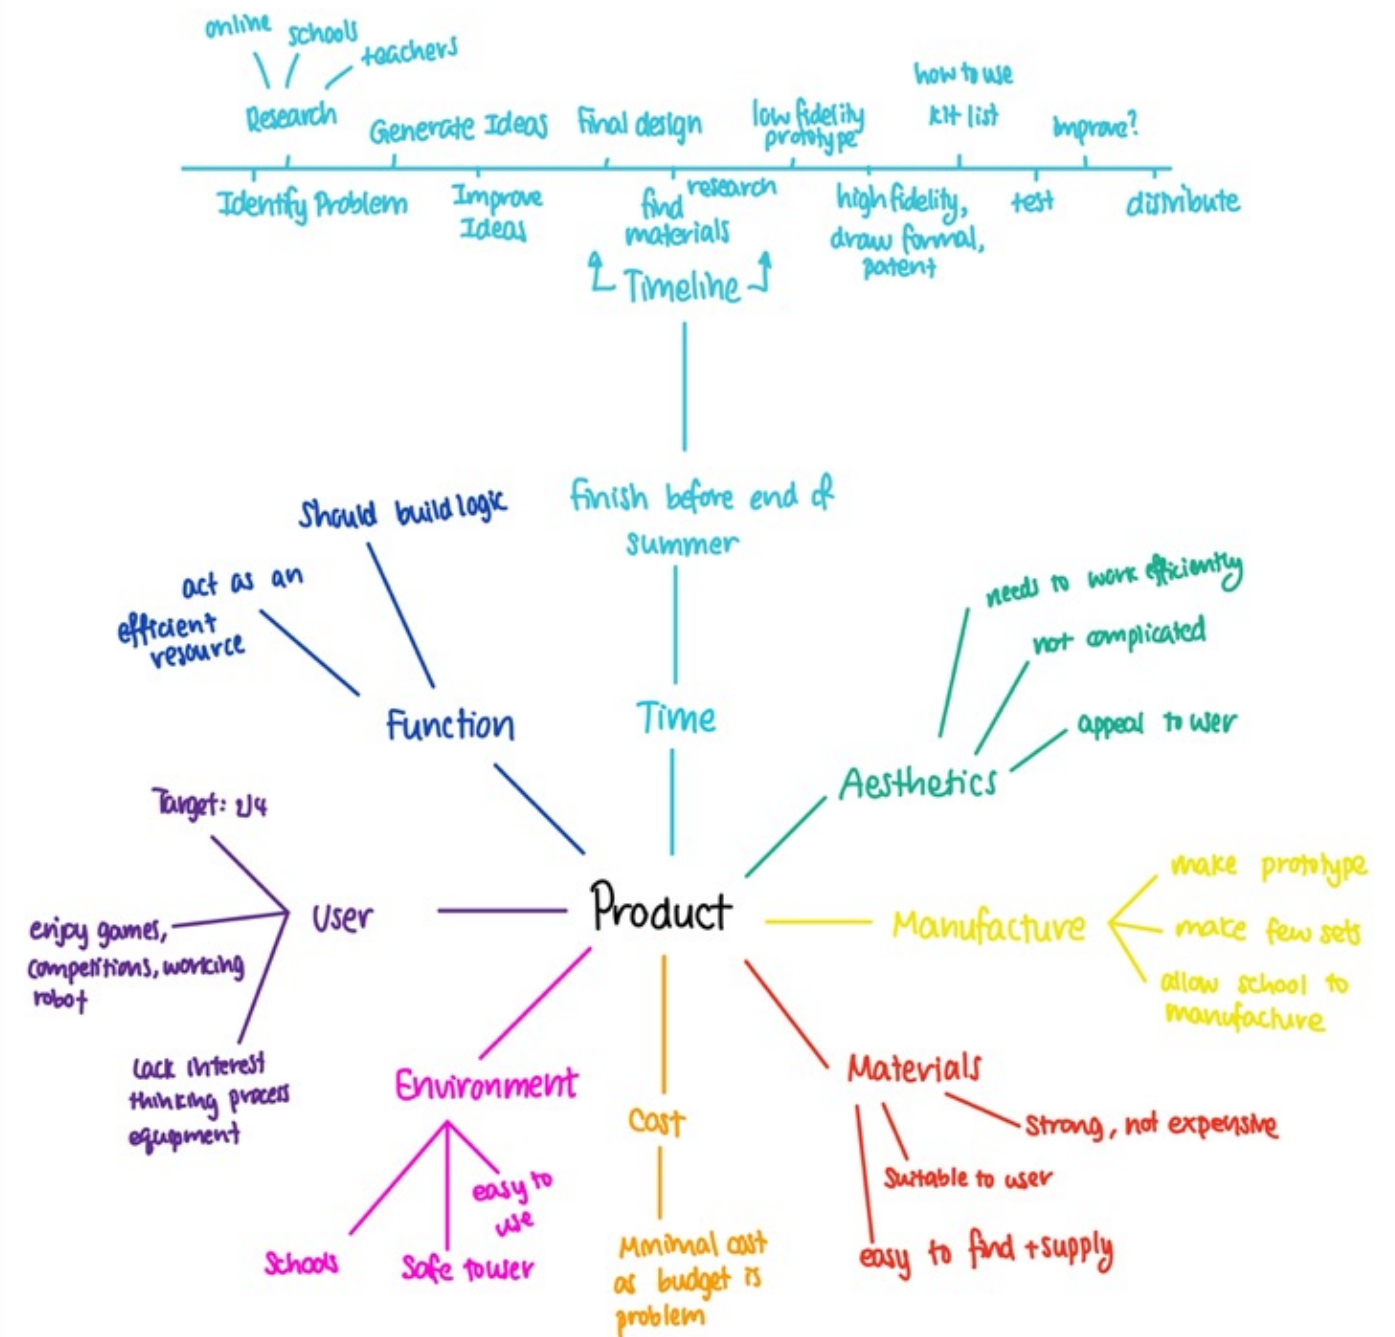 online
schools
teachers
Research
Generate Ideas
Final design
low fidelity
prototype
how to use
kit list
Improve?
Identify Problem
Improve
Ideas
find
materials
research
high fidelity,
draw formal,
patent
test
distribute
Timeline
finish before end of
summer
Time
Should build logic
act as an
efficient
resource
Function
needs to work efficiently
not complicated
appeal to user
Aesthetics
Target:
enjoy games,
competitions, working
robot
lack interest
thinking process
equipment
User
Product
Manufacture
make prototype
make few sets
allow school to
manufacture
Environment
Schools
Safe to user
easy to
use
Cost
Minimal cost
as budget is
problem
Materials
Strong, not expensive
Suitable to user
easy to find + supply